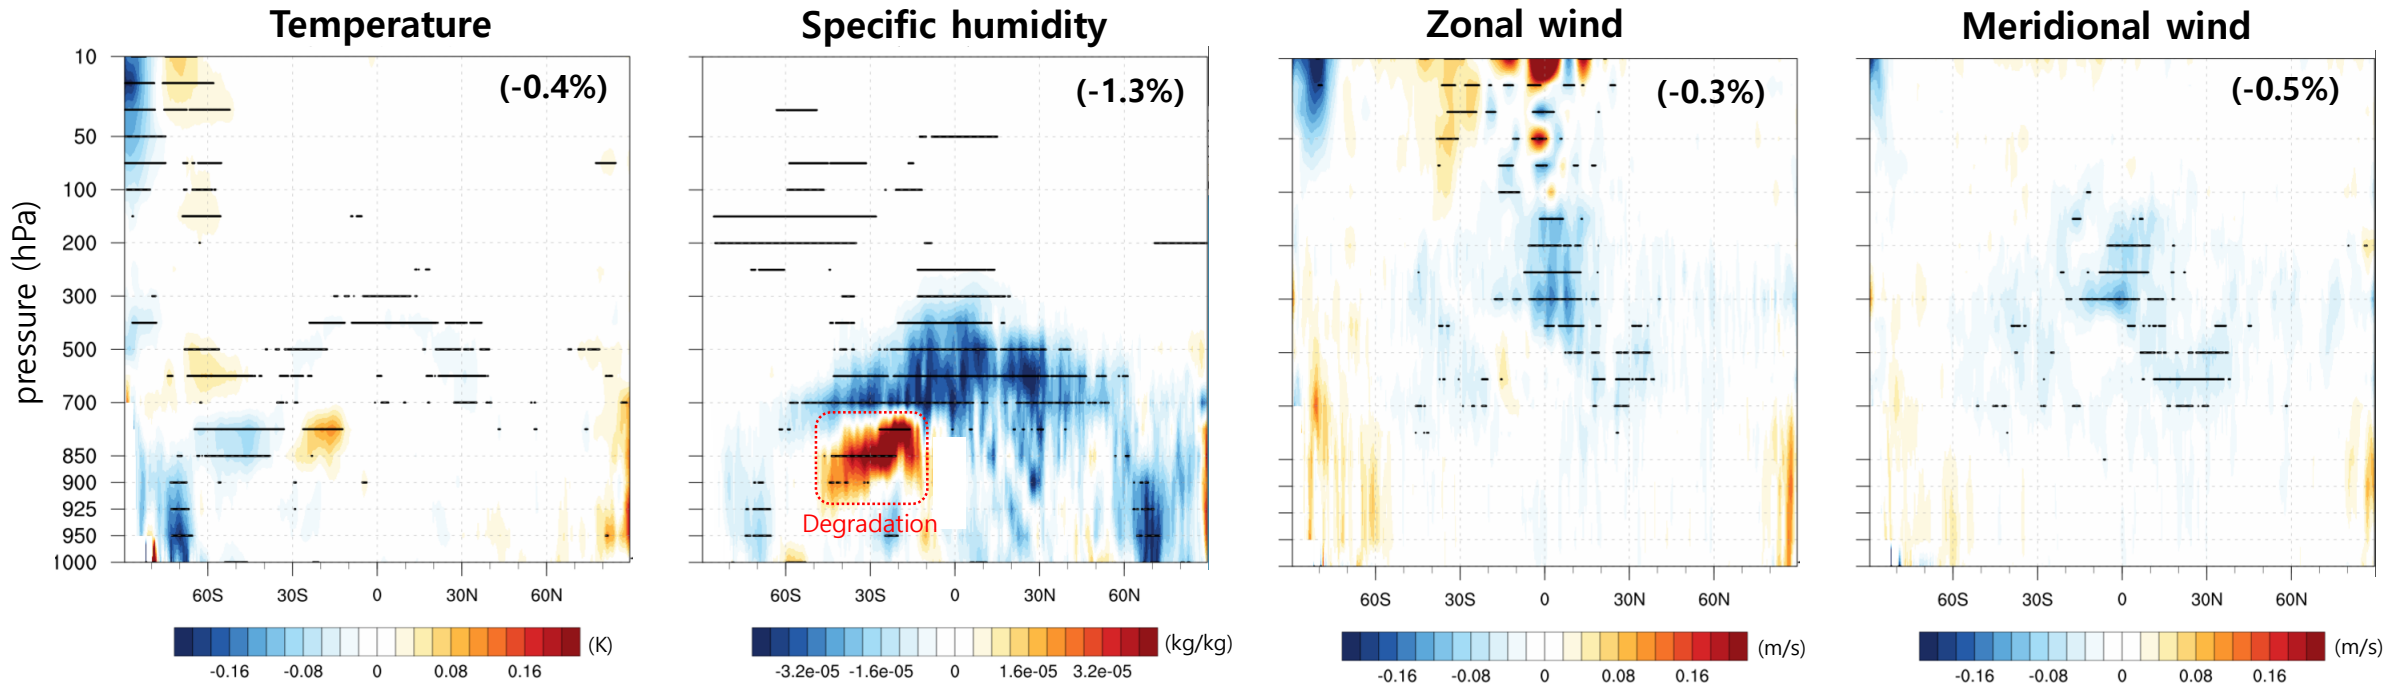 Temperature
Specific humidity
Zonal wind
Meridional wind
pressure (hPa)
10
50
100
200
300
500
700
850
900
925
950
1000
(-0.4%)
(-1.3%)
(-0.3%)
(-0.5%)
Degradation
60S 30S 0 30N 60N
60S 30S 0 30N 60N
60S 30S 0 30N 60N
60S 30S 0 30N 60N
-0.16 -0.08 0 0.08 0.16 (K)
-3.2e-05 -1.6e-05 0 1.6e-05 3.2e-05 (kg/kg)
-0.16 -0.08 0 0.08 0.16 (m/s)
-0.16 -0.08 0 0.08 0.16 (m/s)